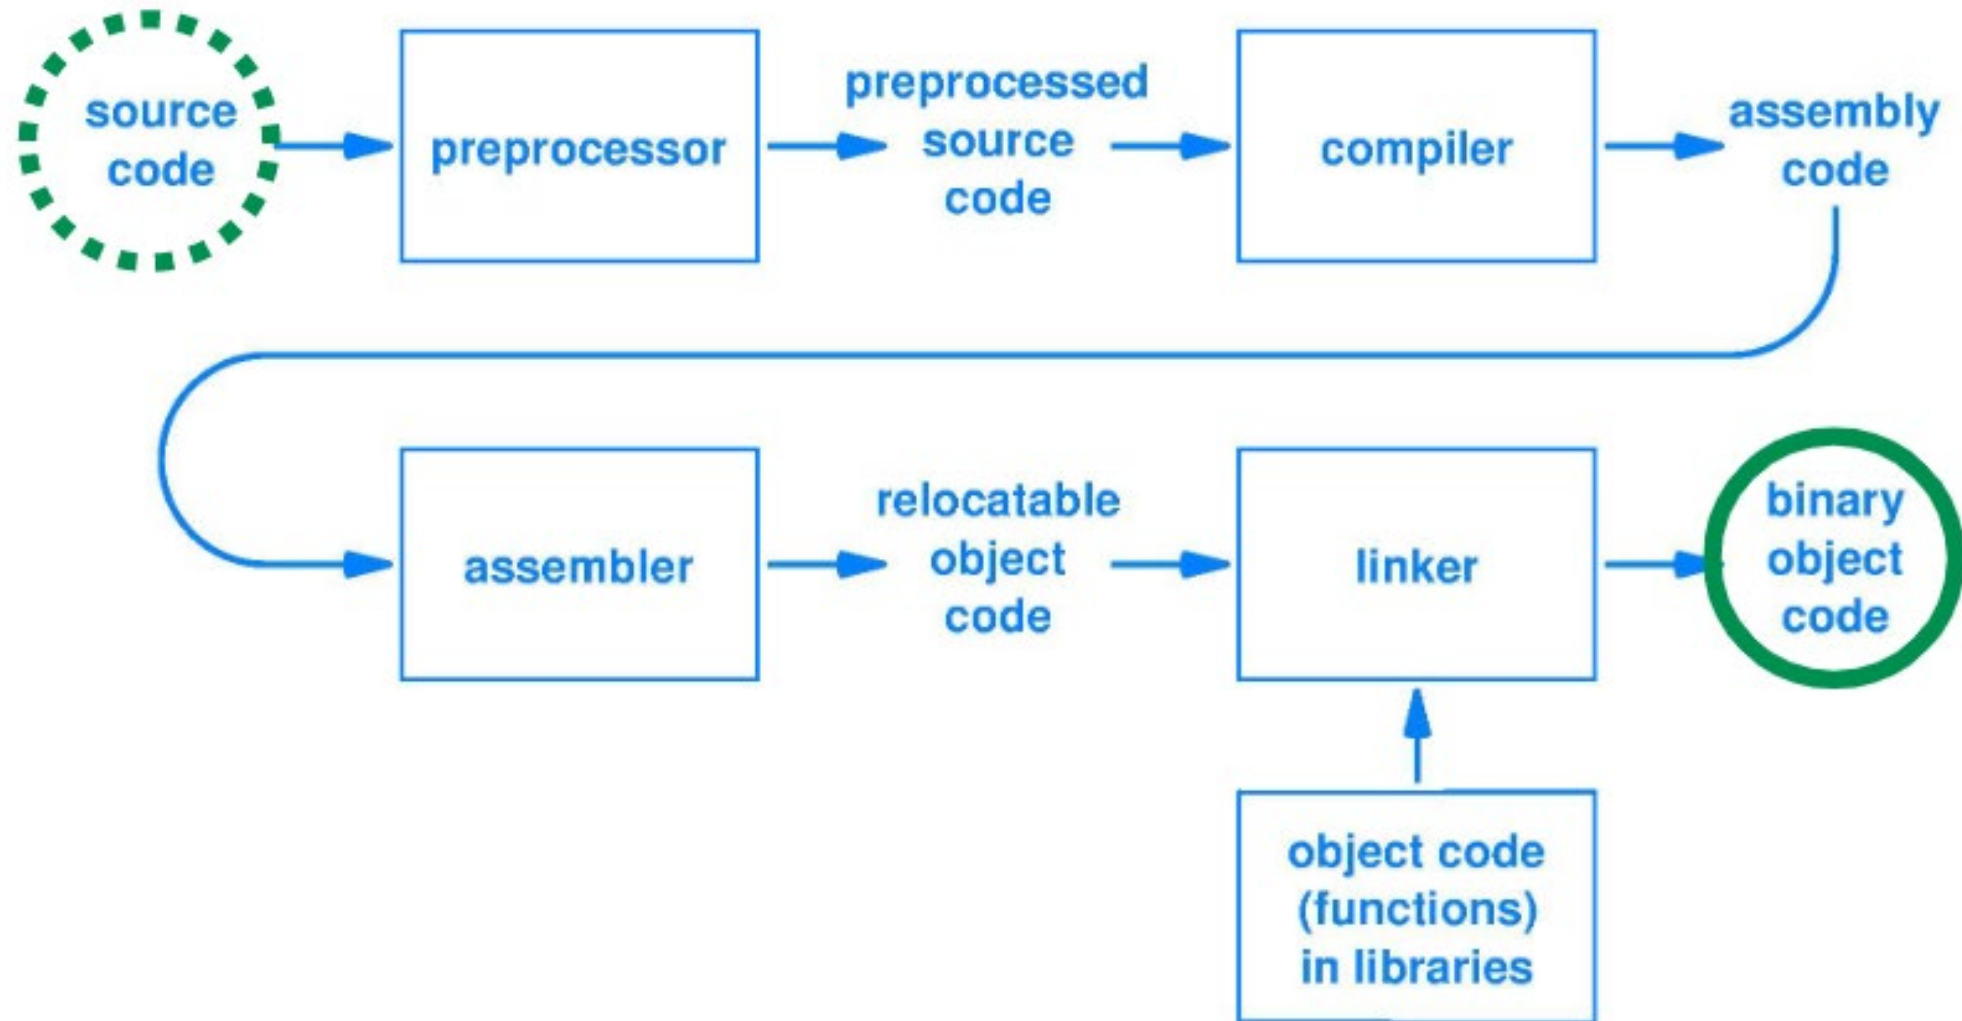 source
code
preprocessor
preprocessed
source
code
compiler
assembly
code
assembler
relocatable
object
code
linker
binary
object
code
object code
(functions)
in libraries